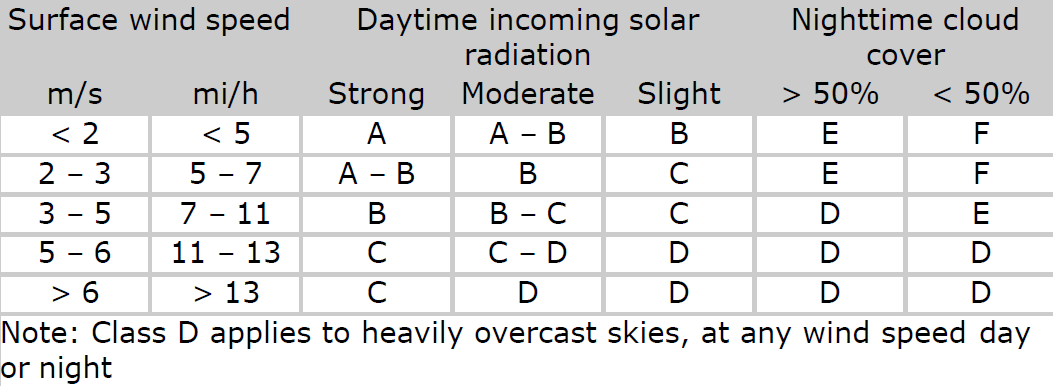 Surface wind speed Daytime incoming solar Nighttime cloud
radiation cover
m/s mi/h Strong Moderate Slight > 50% < 50%
< 2 < 5 A A – B B E F
2 – 3 5 – 7 A – B B C E F
3 – 5 7 – 11 B B – C C D E
5 – 6 11 – 13 C C – D D D D
> 6 > 13 C D D D D
Note: Class D applies to heavily overcast skies, at any wind speed day
or night